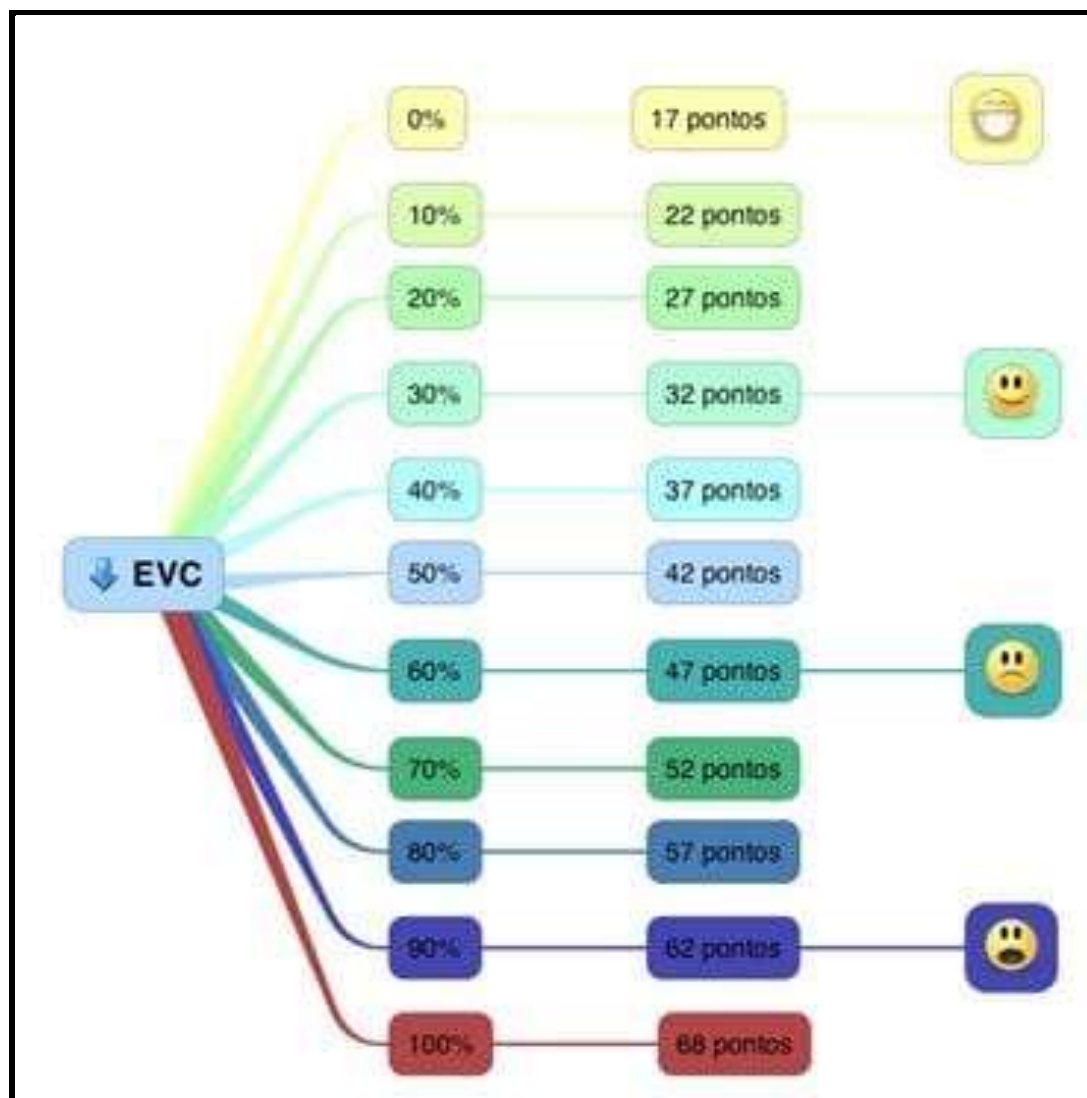 0% 17 pontos
10% 22 pontos
20% 27 pontos
30% 32 pontos
40% 37 pontos
EVC
50% 42 pontos
60% 47 pontos
70% 52 pontos
80% 57 pontos
90% 62 pontos
100% 68 pontos